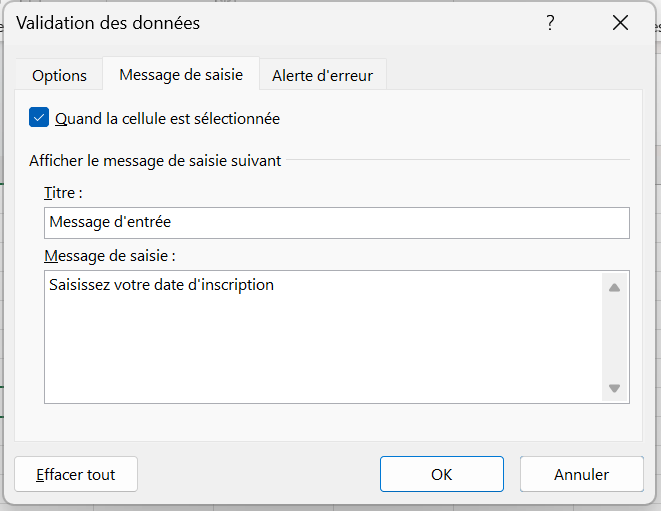 Validation des données
?
Options
Message de saisie
Alerte d'erreur
Quand la cellule est sélectionnée
Afficher le message de saisie suivant
Titre :
Message d'entrée
Message de saisie :
Saisissez votre date d'inscription
Effacer tout
OK
Annuler